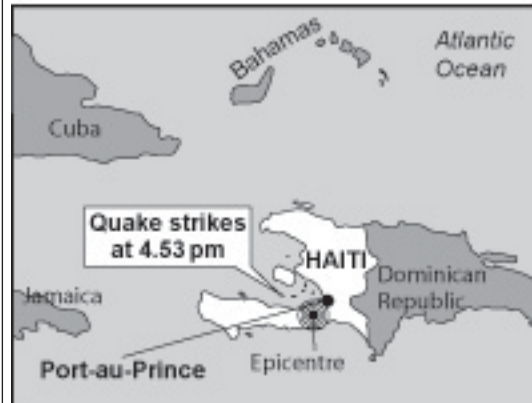 Bahamas
Atlantic
Ocean
Cuba
Quake strikes
at 4.53 pm
HAITI
Dominican
Republic
Jamaica
Port-au-Prince
Epicentre